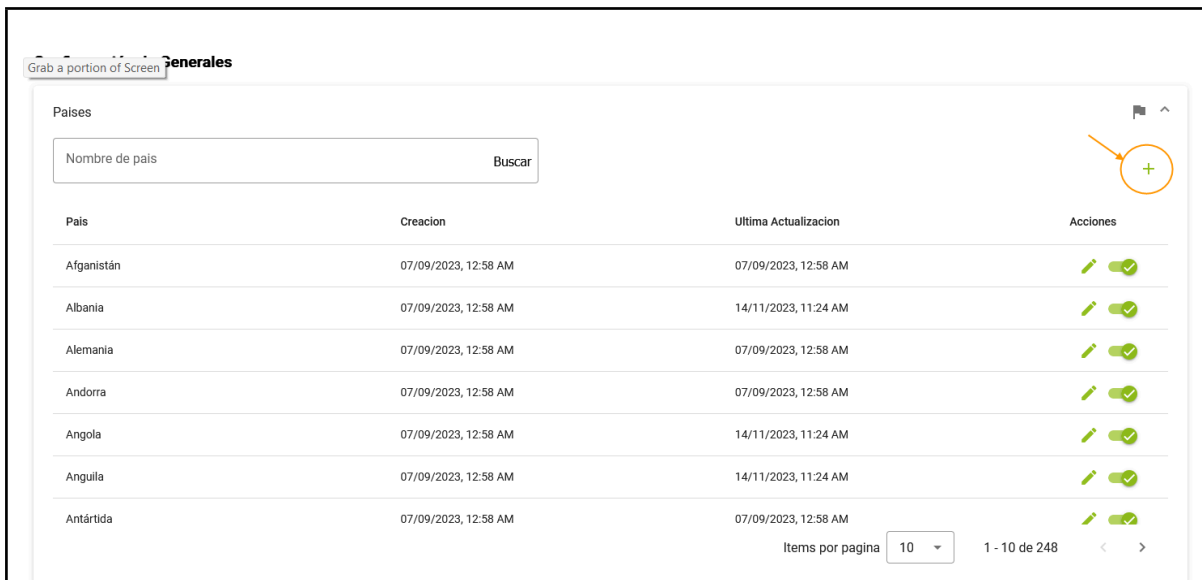 Generales
Grab a portion of Screen
Paises
Nombre de pais Buscar
Pais Creacion Ultima Actualizacion Acciones
Afganistán 07/09/2023, 12:58 AM 07/09/2023, 12:58 AM
Albania 07/09/2023, 12:58 AM 14/11/2023, 11:24 AM
Alemania 07/09/2023, 12:58 AM 07/09/2023, 12:58 AM
Andorra 07/09/2023, 12:58 AM 07/09/2023, 12:58 AM
Angola 07/09/2023, 12:58 AM 14/11/2023, 11:24 AM
Anguila 07/09/2023, 12:58 AM 14/11/2023, 11:24 AM
Antártida 07/09/2023, 12:58 AM 07/09/2023, 12:58 AM
Items por pagina 10 1 - 10 de 248